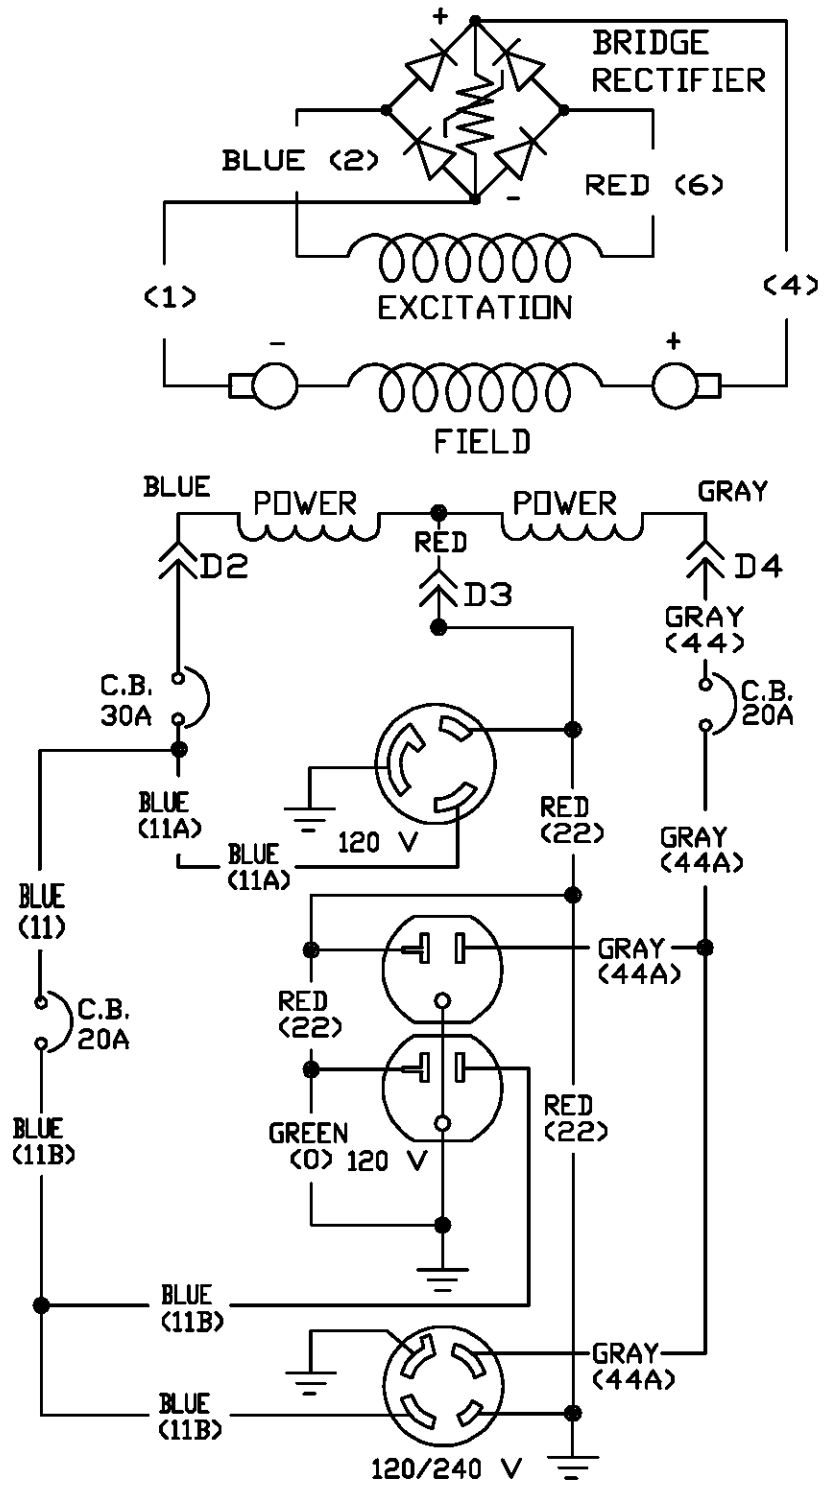 +
BRIDGE
RECTIFIER
BLUE (2)
RED (6)
-
(1)
(4)
EXCITATION
-
+
FIELD
BLUE
POWER
POWER
GRAY
RED
D2
D3
D4
GRAY
(44)
C.B.
30A
C.B.
20A
BLUE
(11A)
RED
(22)
120 V
BLUE
(11A)
GRAY
(44A)
BLUE
(11)
GRAY
(44A)
RED
(22)
C.B.
20A
RED
(22)
BLUE
(11B)
GREEN
(0) 120 V
BLUE
(11B)
GRAY
(44A)
BLUE
(11B)
120/240 V